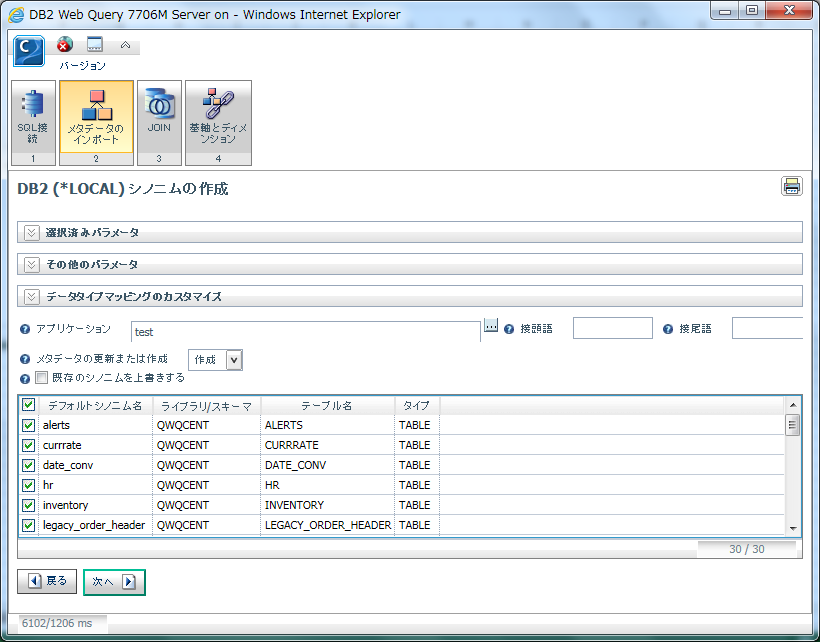 DB2 Web Query 7706M Server on - Windows Internet Explorer
バージョン
SQL接続
メタデータのインポート
JOIN
基軸とディメンション
1
2
3
4
DB2 (*LOCAL) シノニムの作成
選択済みパラメータ
その他のパラメータ
データタイプマッピングのカスタマイズ
アプリケーション test ... 接頭語 接尾語
メタデータの更新または作成 作成
既存のシノニムを上書きする
デフォルトシノニム名 ライブラリ/スキーマ テーブル名 タイプ
alerts QWQCENT ALERTS TABLE
currrate QWQCENT CURRRATE TABLE
date_conv QWQCENT DATE_CONV TABLE
hr QWQCENT HR TABLE
inventory QWQCENT INVENTORY TABLE
legacy_order_header QWQCENT LEGACY_ORDER_HEADER TABLE
30 / 30
戻る 次へ
6102/1206 ms